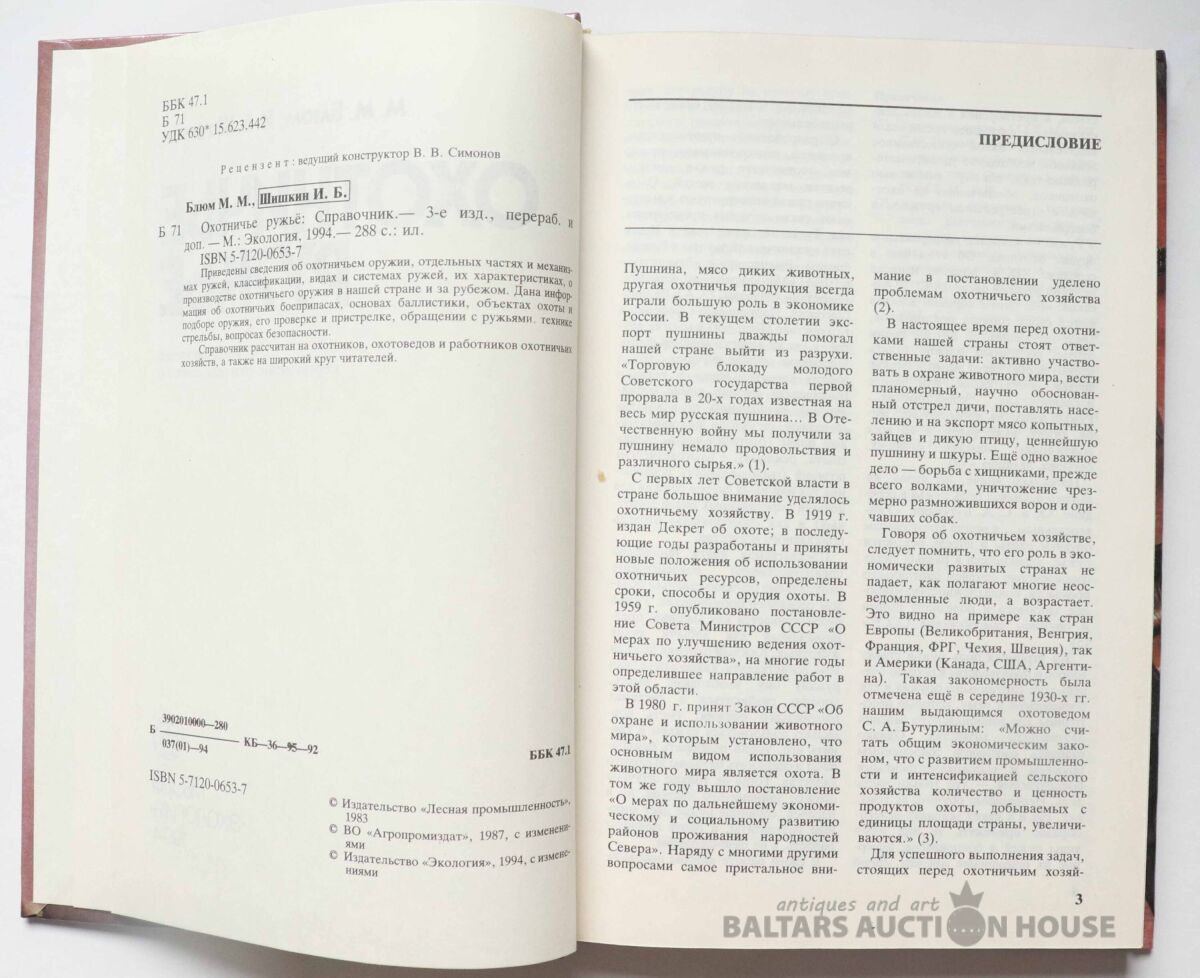 ББК 47.1
Б 71
УДК 630* 15.623.442
Рецензент: ведущий конструктор В. В. Симонов
Блюм М. М., Шишкин И. Б.
Б 71 Охотничье ружьё: Справочник.— 3-е изд., перераб. и
доп. — М.: Экология, 1994.— 288 с.: ил.
ISBN 5-7120-0653-7
Приведены сведения об охотничьем оружии, отдельных частях и механиз-
мах ружей, классификации, видах и системах ружей, их характеристиках, о
производстве охотничьего оружия в нашей стране и за рубежом. Дана инфор-
мация об охотничьих боеприпасах, основах баллистики, объектах охоты и
подборе оружия, его проверке и пристрелке, обращении с ружьями, технике
стрельбы, вопросах безопасности.
Справочник рассчитан на охотников, охотоведов и работников охотничьих
хозяйств, а также на широкий круг читателей.
3902010000—280
Б КБ—36—95—92
037(01)—94
ББК 47.1
ISBN 5-7120-0653-7
© Издательство «Лесная промышленность»,
1983
© ВО «Агропромиздат», 1987, с изменени-
ями
© Издательство «Экология», 1994, с измене-
ниями
ПРЕДИСЛОВИЕ
Пушнина, мясо диких животных,
другая охотничья продукция всегда
играли большую роль в экономике
России. В текущем столетии экс-
порт пушнины дважды помогал
нашей стране выйти из разрухи.
«Торговую блокаду молодого
Советского государства первой
прорвала в 20-х годах известная на
весь мир русская пушнина... В Оте-
чественную войну мы получили за
пушнину немало продовольствия и
различного сырья.» (1).
С первых лет Советской власти в
стране большое внимание уделялось
охотничьему хозяйству. В 1919 г.
издан Декрет об охоте; в последу-
ющие годы разработаны и приняты
новые положения об использовании
охотничьих ресурсов, определены
сроки, способы и орудия охоты. В
1959 г. опубликовано постановле-
ние Совета Министров СССР «О
мерах по улучшению ведения охот-
ничьего хозяйства», на многие годы
определившее направление работ в
этой области.
В 1980 г. принят Закон СССР «Об
охране и использовании животного
мира», которым установлено, что
основным видом использования
животного мира является охота. В
том же году вышло постановление
«О мерах по дальнейшему экономи-
ческому и социальному развитию
районов проживания народностей
Севера». Наряду с многими другими
вопросами самое пристальное вни-
мание в постановлении уделено
проблемам охотничьего хозяйства
(2).
В настоящее время перед охотни-
ками нашей страны стоят ответ-
ственные задачи: активно участво-
вать в охране животного мира, вести
планомерный, научно обоснован-
ный отстрел дичи, поставлять насе-
лению и на экспорт мясо копытных,
зайцев и дикую птицу, ценнейшую
пушнину и шкуры. Ещё одно важное
дело — борьба с хищниками, прежде
всего волками, уничтожение чрез-
мерно размножившихся ворон и оди-
чавших собак.
Говоря об охотничьем хозяйстве,
следует помнить, что его роль в эко-
номически развитых странах не
падает, как полагают многие неос-
ведомленные люди, а возрастает.
Это видно на примере как стран
Европы (Великобритания, Венгрия,
Франция, ФРГ, Чехия, Швеция), так
и Америки (Канада, США, Аргенти-
на). Такая закономерность была
отмечена ещё в середине 1930-х гг.
нашим выдающимся охотоведом
С. А. Бутурлиным: «Можно счи-
тать общим экономическим зако-
ном, что с развитием промышленно-
сти и интенсификацией сельского
хозяйства количество и ценность
продуктов охоты, добываемых с
единицы площади страны, увеличи-
ваются.» (3).
Для успешного выполнения задач,
стоящих перед охотничьим хозяй-
3
antiques and art
BALTARS AUCTION HOUSE